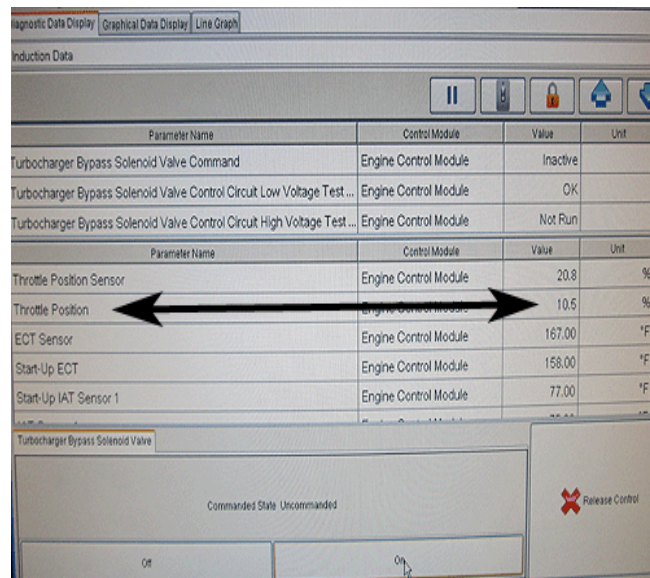 Diagnostic Data Display Graphical Data Display Line Graph
Induction Data
Parameter Name Control Module Value Unit
Turbocharger Bypass Solenoid Valve Command Engine Control Module Inactive
Turbocharger Bypass Solenoid Valve Control Circuit Low Voltage Test ... Engine Control Module OK
Turbocharger Bypass Solenoid Valve Control Circuit High Voltage Test ... Engine Control Module Not Run
Parameter Name Control Module Value Unit
Throttle Position Sensor Engine Control Module 20.8 %
Throttle Position Engine Control Module 10.5 %
ECT Sensor Engine Control Module 167.00 °F
Start-Up ECT Engine Control Module 158.00 °F
Start-Up IAT Sensor 1 Engine Control Module 77.00 °F
Turbocharger Bypass Solenoid Valve
Commanded State Uncommanded
Release Control
Off On